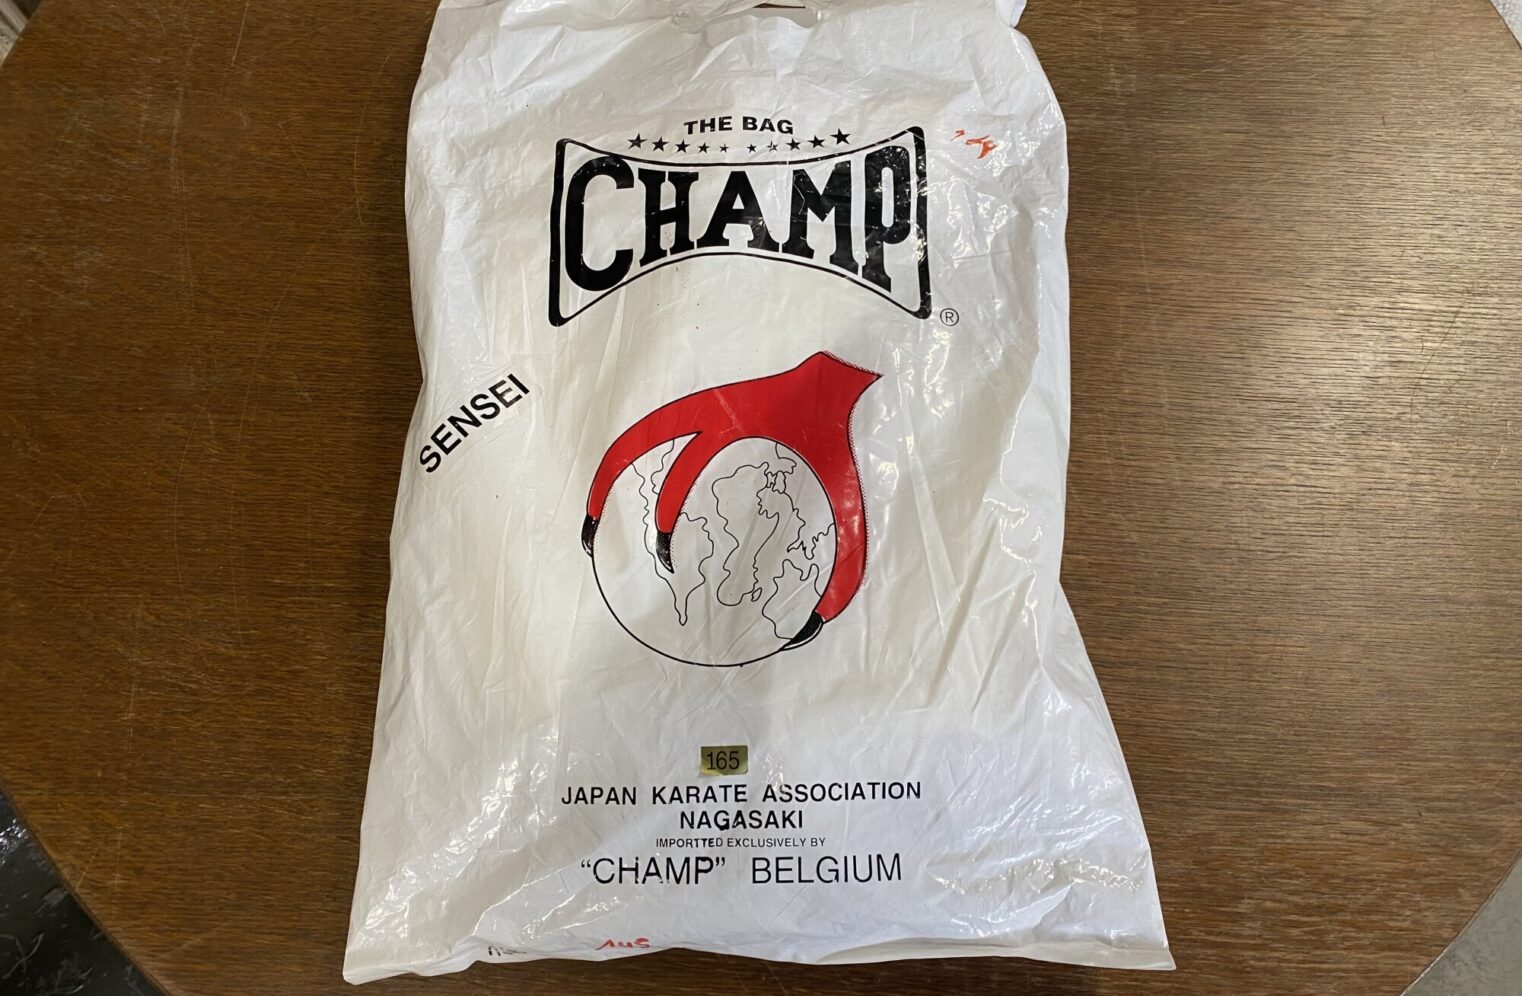 THE BAG
CHAMP
®
SENSEI
165
JAPAN KARATE ASSOCIATION
NAGASAKI
IMPORTTED EXCLUSIVELY BY
“CHAMP” BELGIUM